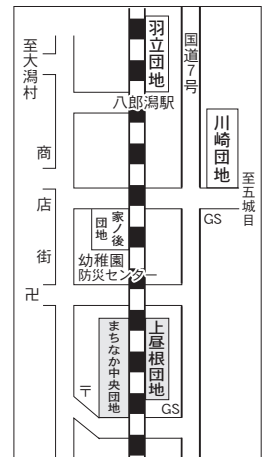 至大潟村
羽立団地
国道7号
八郎潟駅
川崎団地
商店街
至五城目
GS
家ノ後
団地
幼稚園
防災センター
卍
まちなか中央団地
上昼根団地
〒
GS